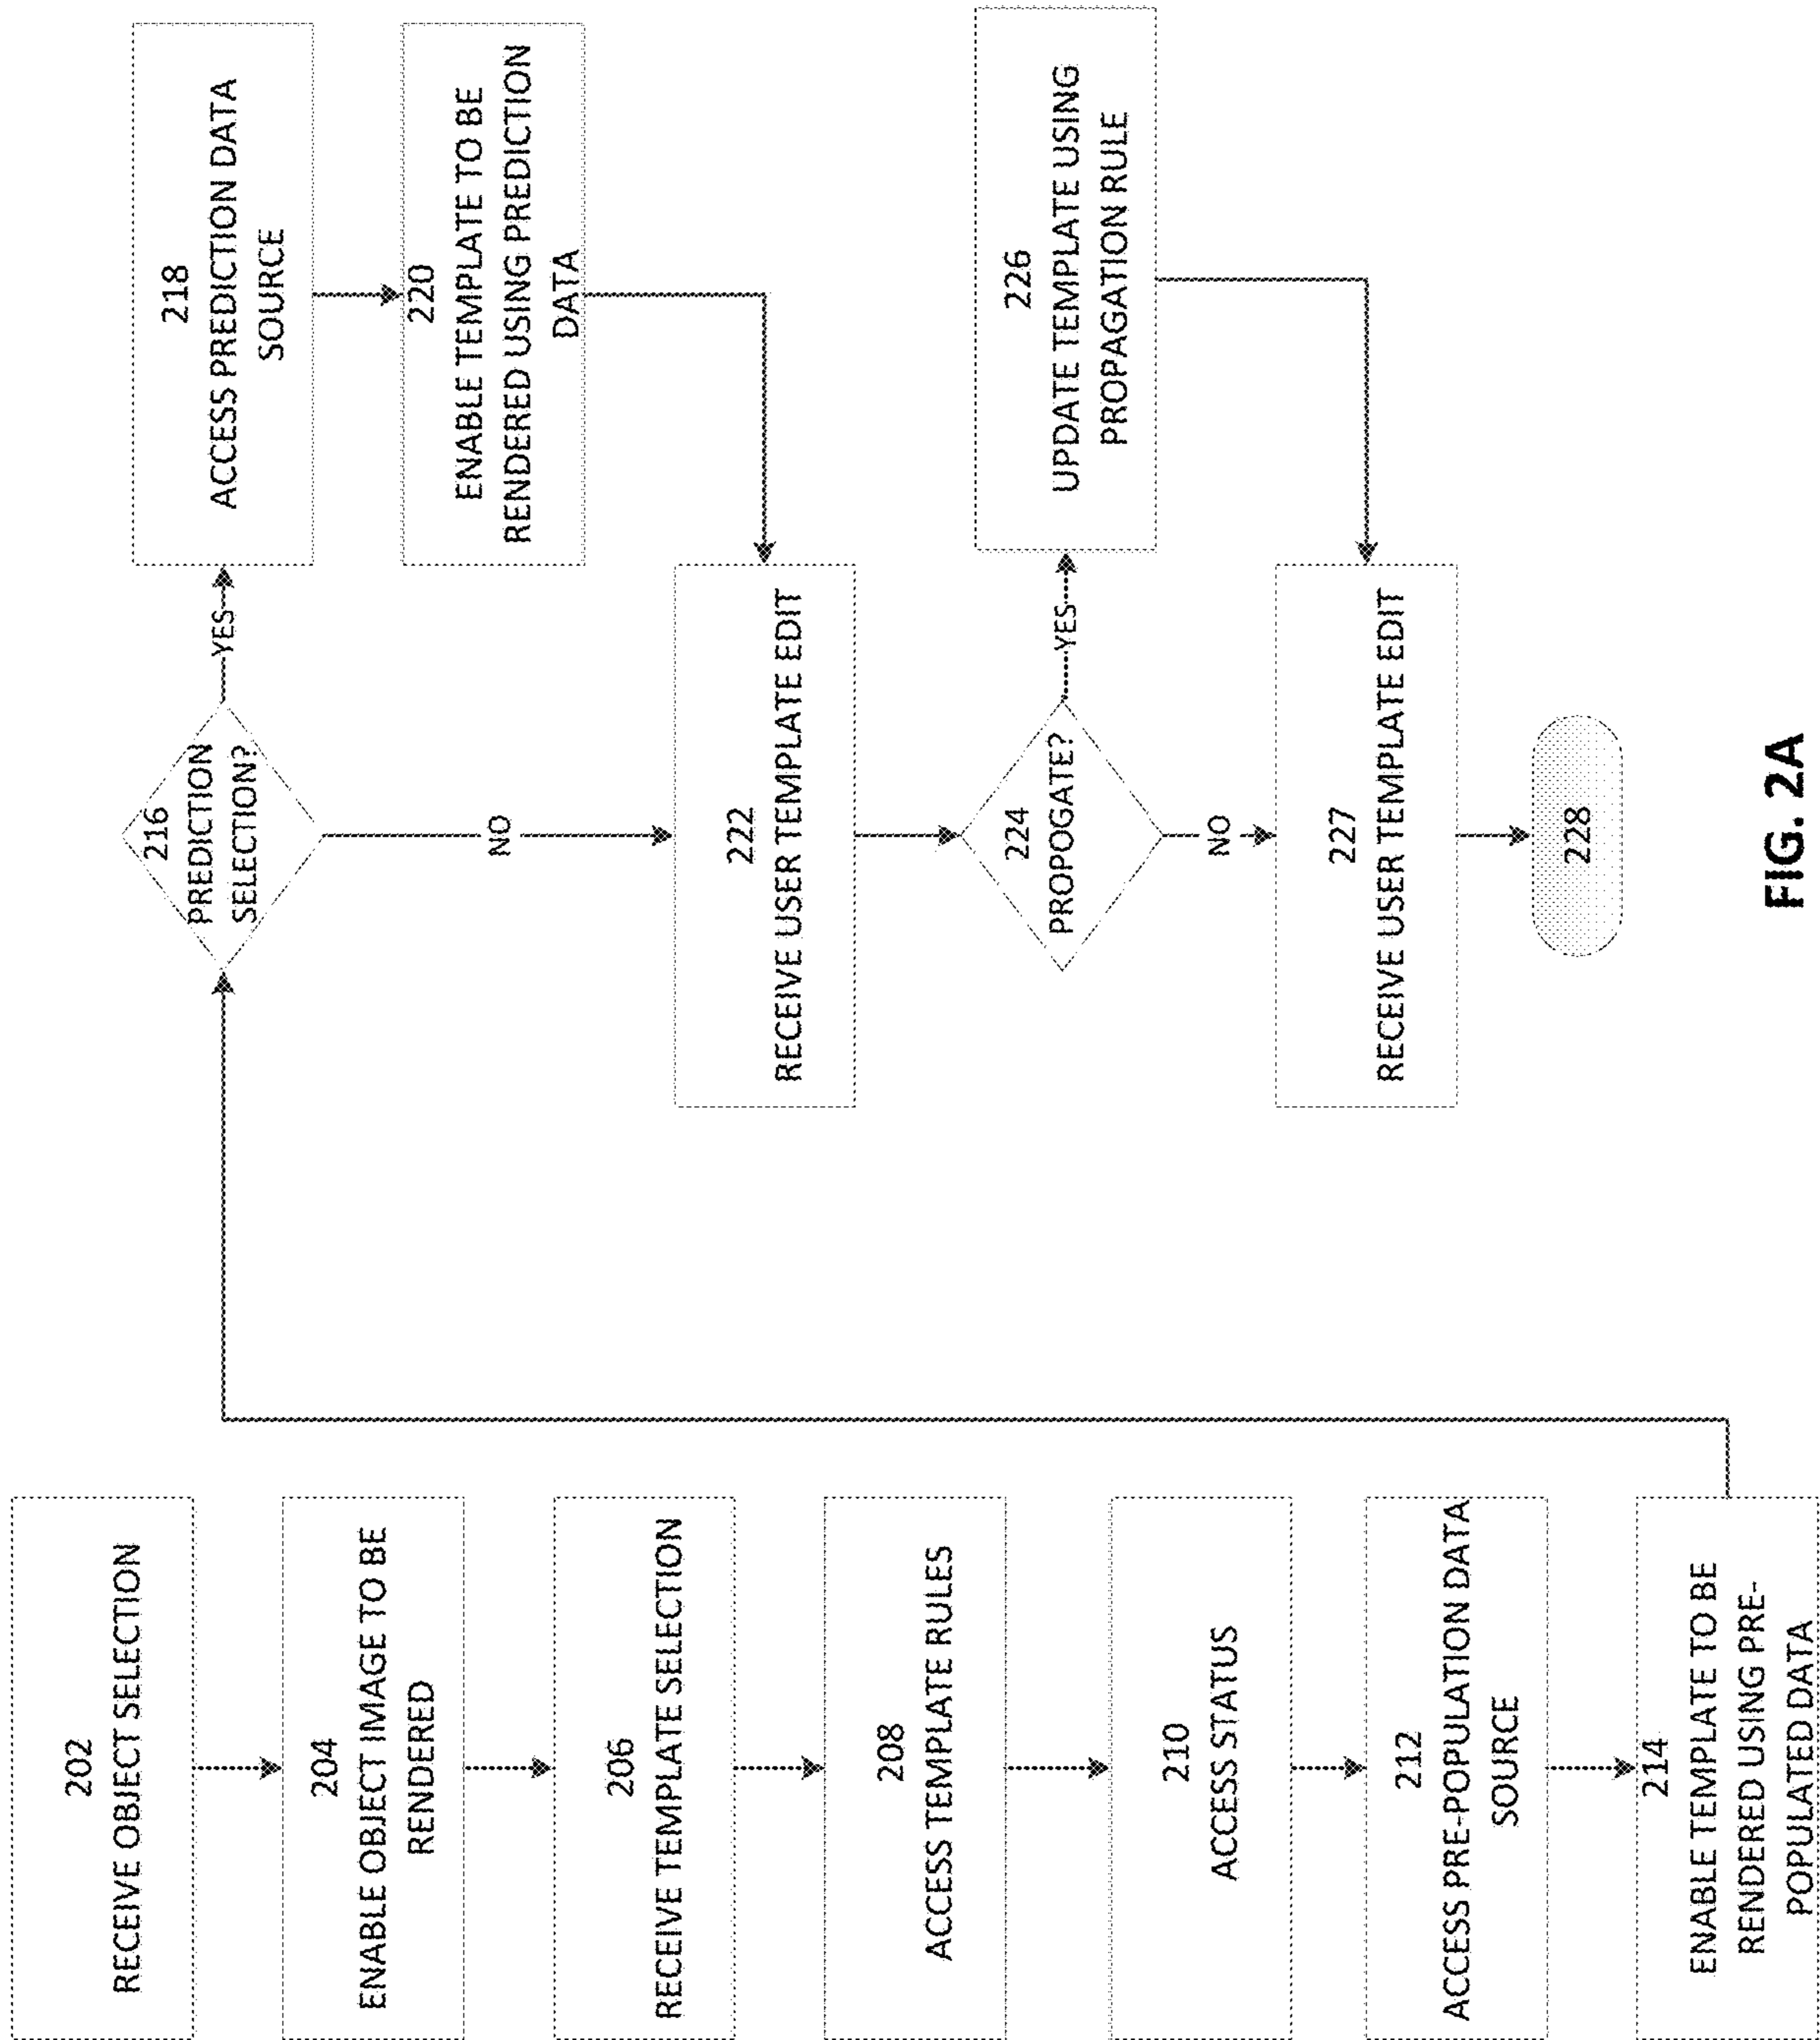 202
RECEIVE OBJECT SELECTION
204
ENABLE OBJECT IMAGE TO BE
RENDERED
206
RECEIVE TEMPLATE SELECTION
208
ACCESS TEMPLATE RULES
210
ACCESS STATUS
212
ACCESS PRE-POPULATION DATA
SOURCE
214
ENABLE TEMPLATE TO BE
RENDERED USING PRE-
POPULATED DATA
216
PREDICTION
SELECTION?
YES
218
ACCESS PREDICTION DATA
SOURCE
220
ENABLE TEMPLATE TO BE
RENDERED USING PREDICTION
DATA
NO
222
RECEIVE USER TEMPLATE EDIT
224
PROPOGATE?
YES
226
UPDATE TEMPLATE USING
PROPAGATION RULE
NO
227
RECEIVE USER TEMPLATE EDIT
228
FIG. 2A